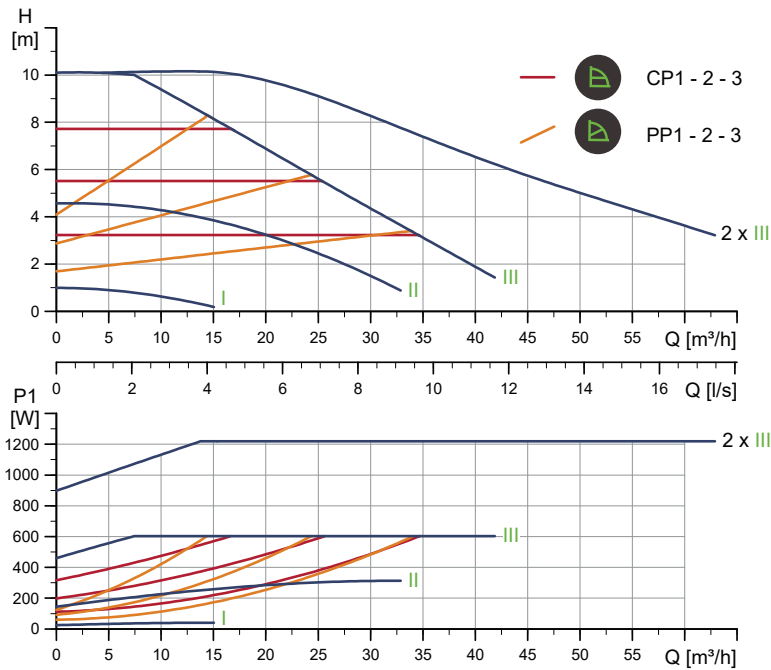 H
[m]
10
8
6
4
2
0
CP1 - 2 - 3
PP1 - 2 - 3
2 x III
I
II
III
0 5 10 15 20 25 30 35 40 45 50 55 Q [m³/h]
0 2 4 6 8 10 12 14 16 Q [l/s]
P1
[W]
1200
1000
800
600
400
200
0
2 x III
III
II
I
0 5 10 15 20 25 30 35 40 45 50 55 Q [m³/h]